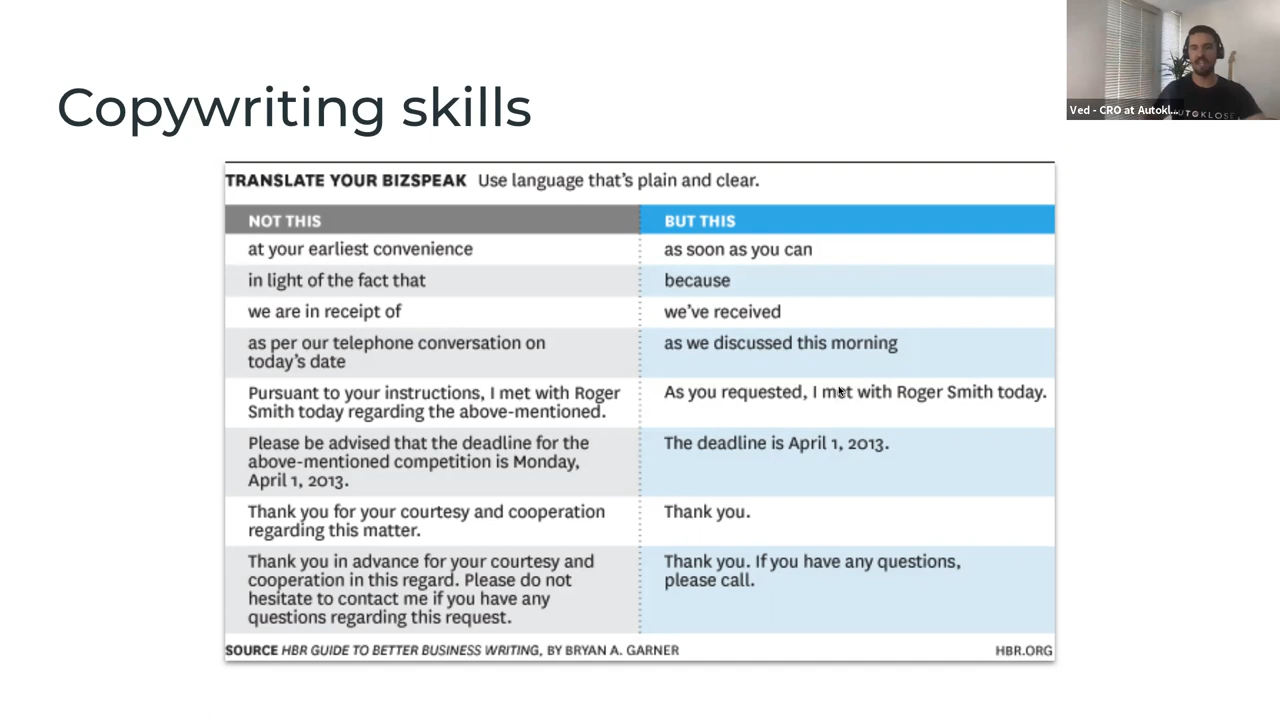 Copywriting skills
Ved - CRO at Autokl...
TRANSLATE YOUR BIZSPEAK Use language that's plain and clear.
NOT THIS
BUT THIS
at your earliest convenience
as soon as you can
in light of the fact that
because
we are in receipt of
we've received
as per our telephone conversation on
today's date
as we discussed this morning
Pursuant to your instructions, I met with Roger
Smith today regarding the above-mentioned.
As you requested, I met with Roger Smith today.
Please be advised that the deadline for the
above-mentioned competition is Monday,
April 1, 2013.
The deadline is April 1, 2013.
Thank you for your courtesy and cooperation
regarding this matter.
Thank you.
Thank you in advance for your courtesy and
cooperation in this regard. Please do not
hesitate to contact me if you have any
questions regarding this request.
Thank you. If you have any questions,
please call.
SOURCE HBR GUIDE TO BETTER BUSINESS WRITING, BY BRYAN A. GARNER
HBR.ORG